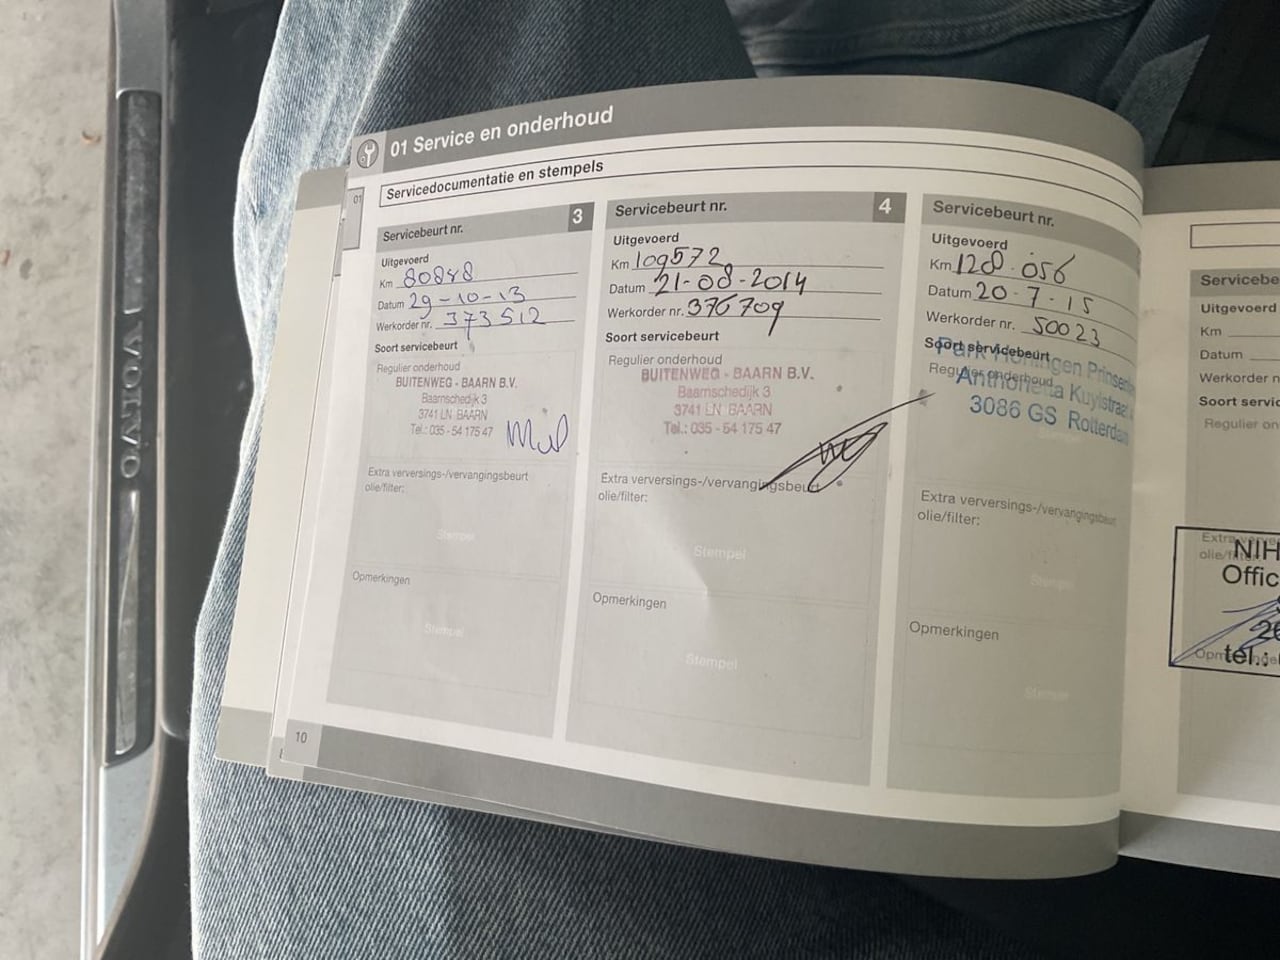 VOLVO
01 Service en onderhoud
01
Servicedocumentatie en stempels
Servicebeurt nr. 3
Uitgevoerd
Km 80848
Datum 29-10-13
Werkorder nr. 373512
Soort servicebeurt
Regulier onderhoud
BUITENWEG - BAARN B.V.
Baarnschedijk 3
3741 LN BAARN
Tel.: 035 - 54 175 47
Extra verversings-/vervangingsbeurt
olie/filter:
Stempel
Opmerkingen
Stempel
Servicebeurt nr. 4
Uitgevoerd
Km 109572
Datum 21-08-2014
Werkorder nr. 376709
Soort servicebeurt
Regulier onderhoud
BUITENWEG - BAARN B.V.
Baarnschedijk 3
3741 LN BAARN
Tel.: 035 - 54 175 47
Extra verversings-/vervangingsbeurt
olie/filter:
Stempel
Opmerkingen
Stempel
Servicebeurt nr.
Uitgevoerd
Km 128.056
Datum 20-7-15
Werkorder nr. 50023
Soort servicebeurt
Regulier onderhoud
Park
3086 GS Rotterdam
Extra verversings-/vervangingsbeurt
olie/filter:
Stempel
Opmerkingen
Stempel
10
Uitgevoerd
Km
Datum
Werkorder
Soort
Regulier
Extra
NIH
Offic
26
tel.: